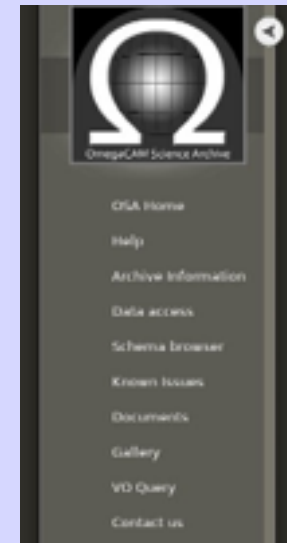 Ω
OmegaCAM Science Archive
OSA Home
Help
Archive Information
Data access
Schema browser
Known Issues
Documents
Gallery
VO Query
Contact us